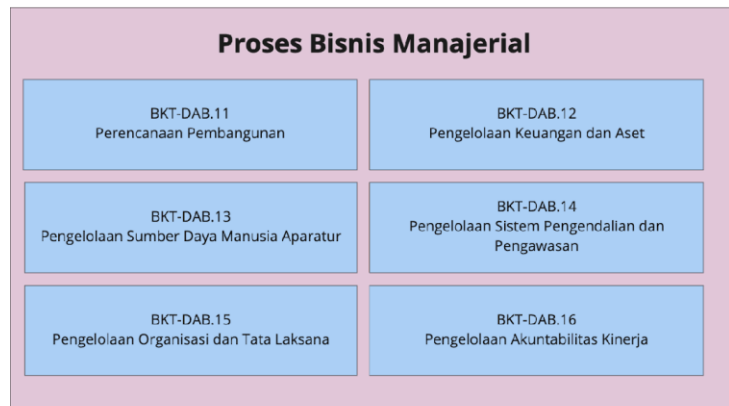 Proses Bisnis Manajerial
BKT-DAB.11
Perencanaan Pembangunan
BKT-DAB.12
Pengelolaan Keuangan dan Aset
BKT-DAB.13
Pengelolaan Sumber Daya Manusia Aparatur
BKT-DAB.14
Pengelolaan Sistem Pengendalian dan
Pengawasan
BKT-DAB.15
Pengelolaan Organisasi dan Tata Laksana
BKT-DAB.16
Pengelolaan Akuntabilitas Kinerja